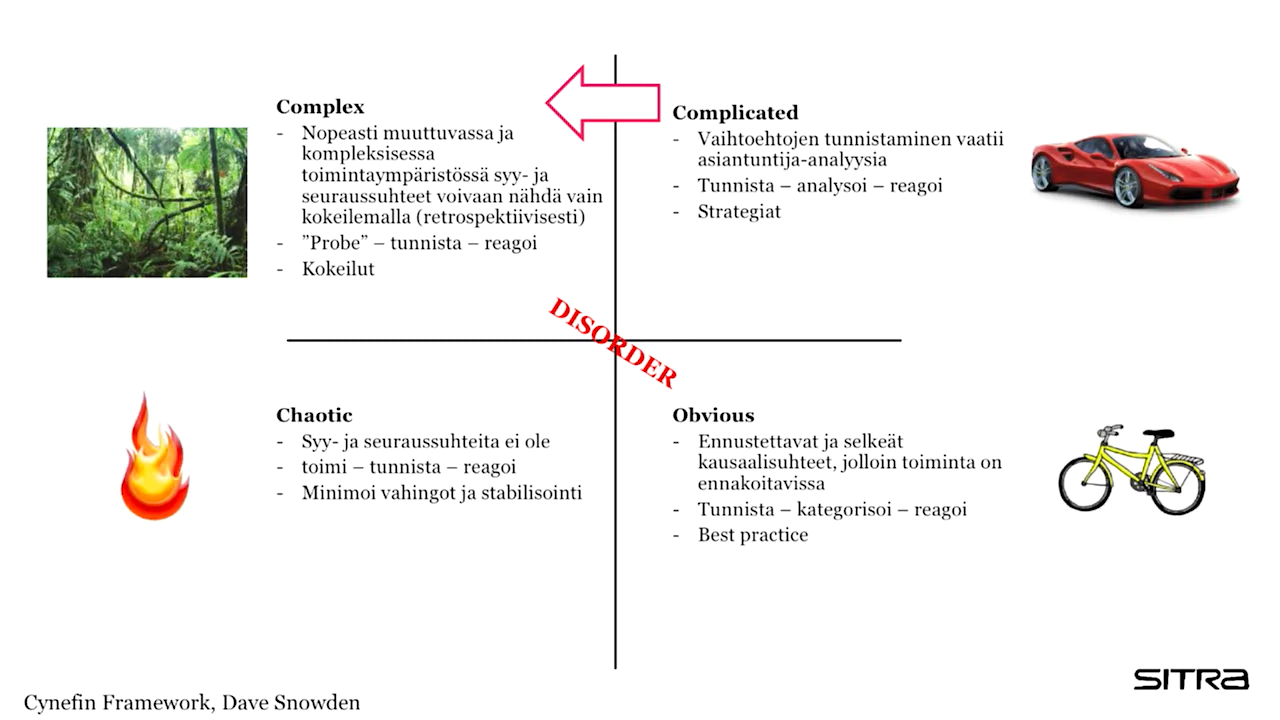 Complex
- Nopeasti muuttuvassa ja
kompleksisessa
toimintaympäristössä syy- ja
seuraussuhteet voivaan nähdä vain
kokeilemalla (retrospektiivisesti)
- ”Probe” – tunnista – reagoi
- Kokeilut
Complicated
- Vaihtoehtojen tunnistaminen vaatii
asiantuntija-analyysia
- Tunnista – analysoi – reagoi
- Strategiat
DISORDER
Chaotic
- Syy- ja seuraussuhteita ei ole
- toimi – tunnista – reagoi
- Minimoi vahingot ja stabilisointi
Obvious
- Ennustettavat ja selkeät
kausaalisuhteet, jolloin toiminta on
ennakoitavissa
- Tunnista – kategorisoi – reagoi
- Best practice
SITRA
Cynefin Framework, Dave Snowden